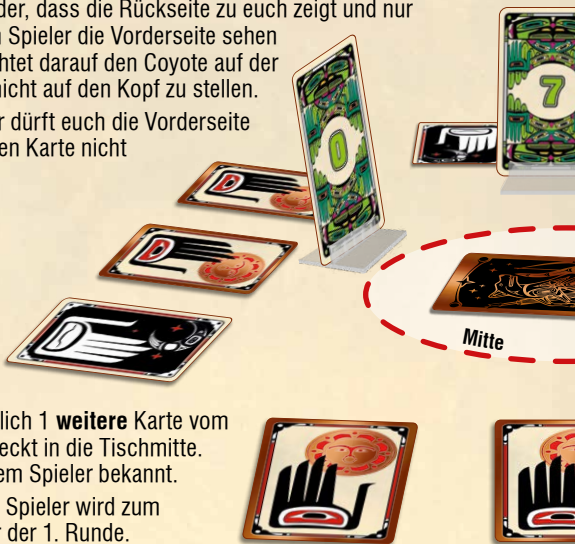 der, dass die Rückseite zu euch zeigt und nur
Spieler die Vorderseite sehen
htet darauf den Coyote auf der
nicht auf den Kopf zu stellen.
r dürft euch die Vorderseite
en Karte nicht
0
7
Mitte
lich 1 weitere Karte vom
eckt in die Tischmitte.
em Spieler bekannt.
Spieler wird zum
r der 1. Runde.